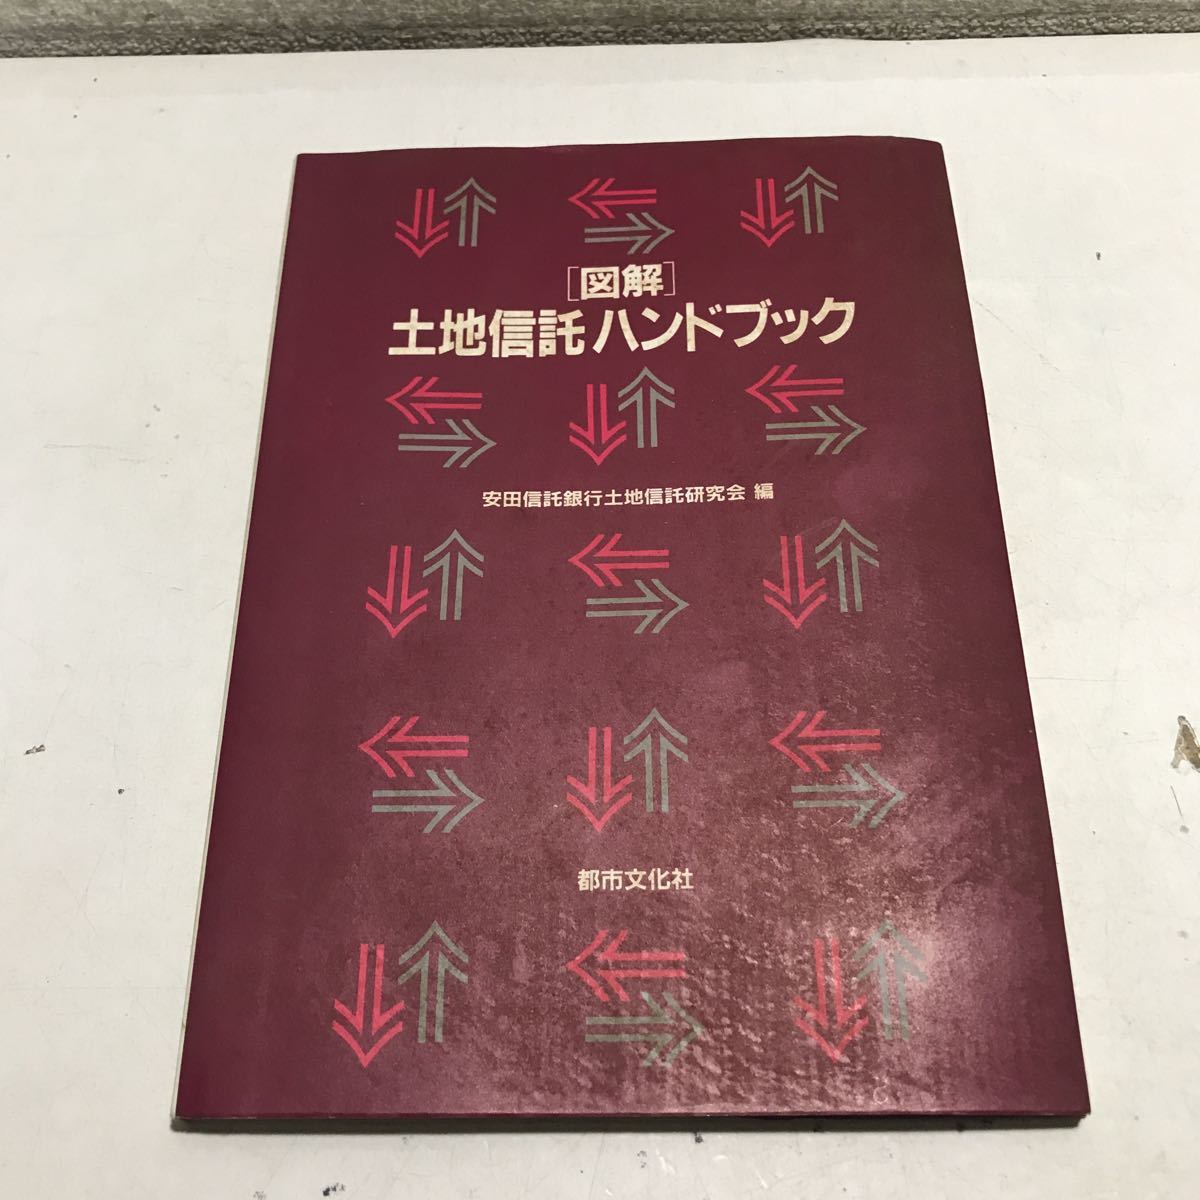 [図解]
土地信託ハンドブック
安田信託銀行土地信託研究会 編
都市文化社